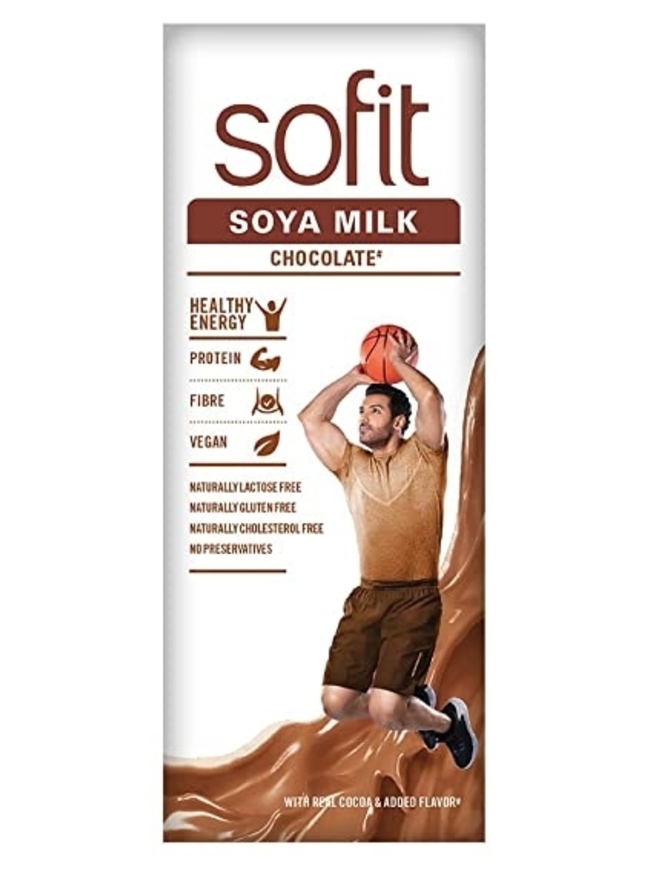 sofit
SOYA MILK
CHOCOLATE#
HEALTHY
ENERGY
PROTEIN
FIBRE
VEGAN
NATURALLY LACTOSE FREE
NATURALLY GLUTEN FREE
NATURALLY CHOLESTEROL FREE
NO PRESERVATIVES
WITH REAL COCOA & ADDED FLAVOR#